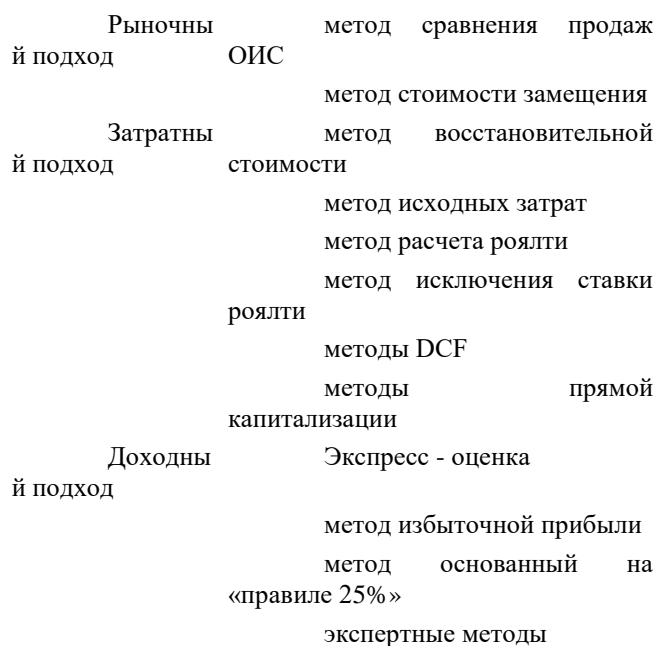 Рыночны метод сравнения продаж
й подход ОИС
метод стоимости замещения
Затратны метод восстановительной
й подход стоимости
метод исходных затрат
метод расчета роялти
метод исключения ставки
роялти
методы DCF
методы прямой
капитализации
Доходны Экспресс - оценка
й подход
метод избыточной прибыли
метод основанный на
«правиле 25%»
экспертные методы